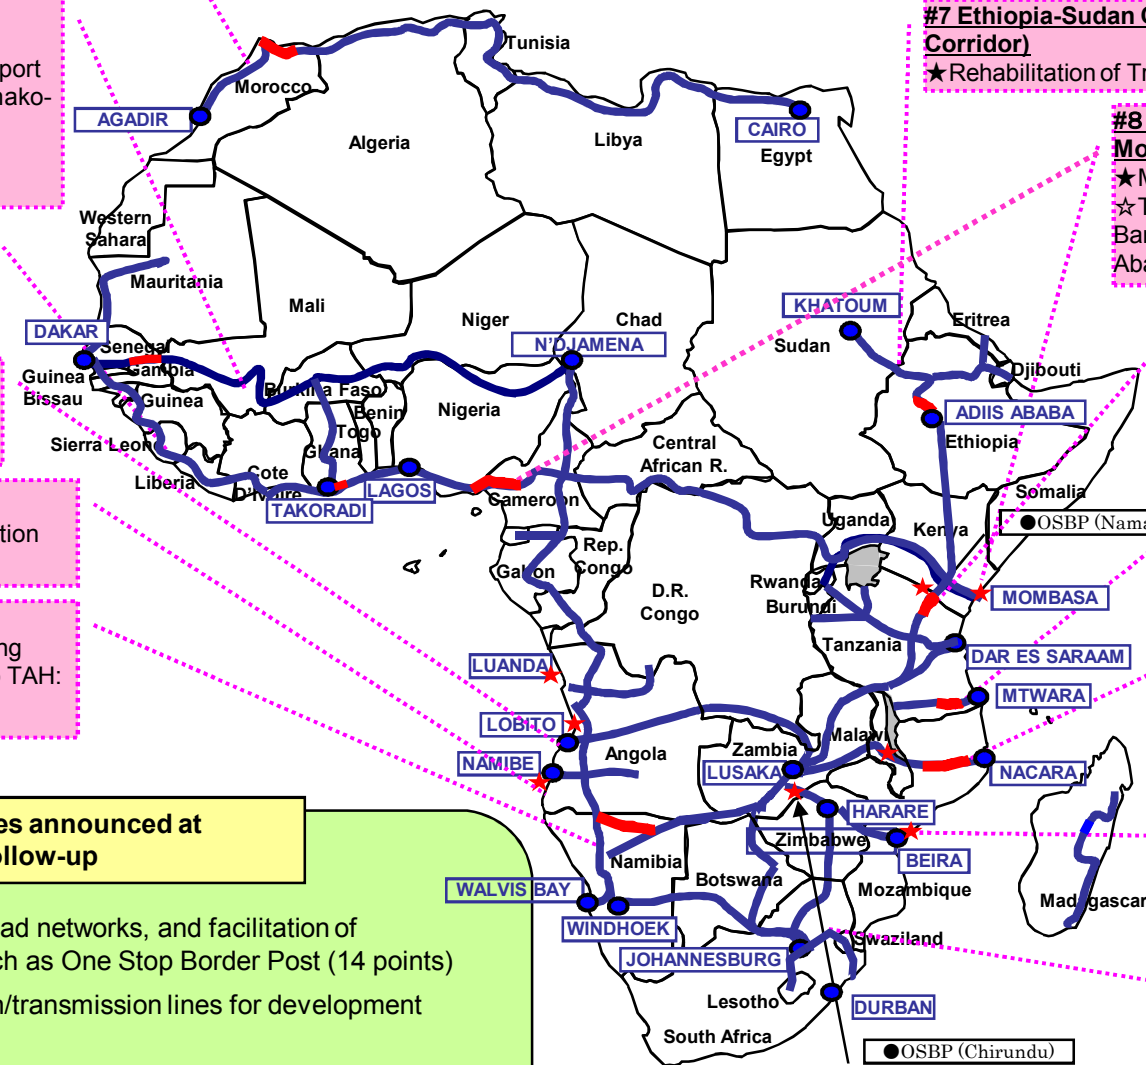 #7 Ethiopia-Sudan
Corridor)
★Rehabilitation of
port
nako-
#8
★
☆
Tunisia
Morocco
AGADIR
Algeria
Libya
CAIRO
Egypt
Western
Sahara
Mauritania
Mali
Niger
Chad
KHATOUM
Sudan
Eritrea
Djibouti
DAKAR
Senegal
Gambia
Guinea
Bissau
Guinea
Burkina Faso
N'DJAMENA
Benin
Togo
Ghana
Nigeria
ADIIS ABABA
Ethiopia
Sierra Leone
Liberia
Cote
D'Ivoire
TAKORADI
LAGOS
Cameroon
Central
African R.
Somalia
●OSBP (Nama
Uganda
Kenya
Gabon
Rep.
Congo
D.R.
Congo
Rwanda
Burundi
MOMBASA
tion
Tanzania
DAR ES SARAAM
ing
TAH:
LUANDA
MTWARA
LOBITO
Angola
Zambia
Malawi
NAMIBE
LUSAKA
NACARA
HARARE
Zimbabwe
BEIRA
es announced at
ollow-up
Namibia
Botswana
Mozambique
Madagascar
WALVIS BAY
WINDHOEK
ad networks, and facilitation of
ch as One Stop Border Post (14 points)
n/transmission lines for development
JOHANNESBURG
Swaziland
Lesotho
DURBAN
South Africa
●OSBP (Chirundu)